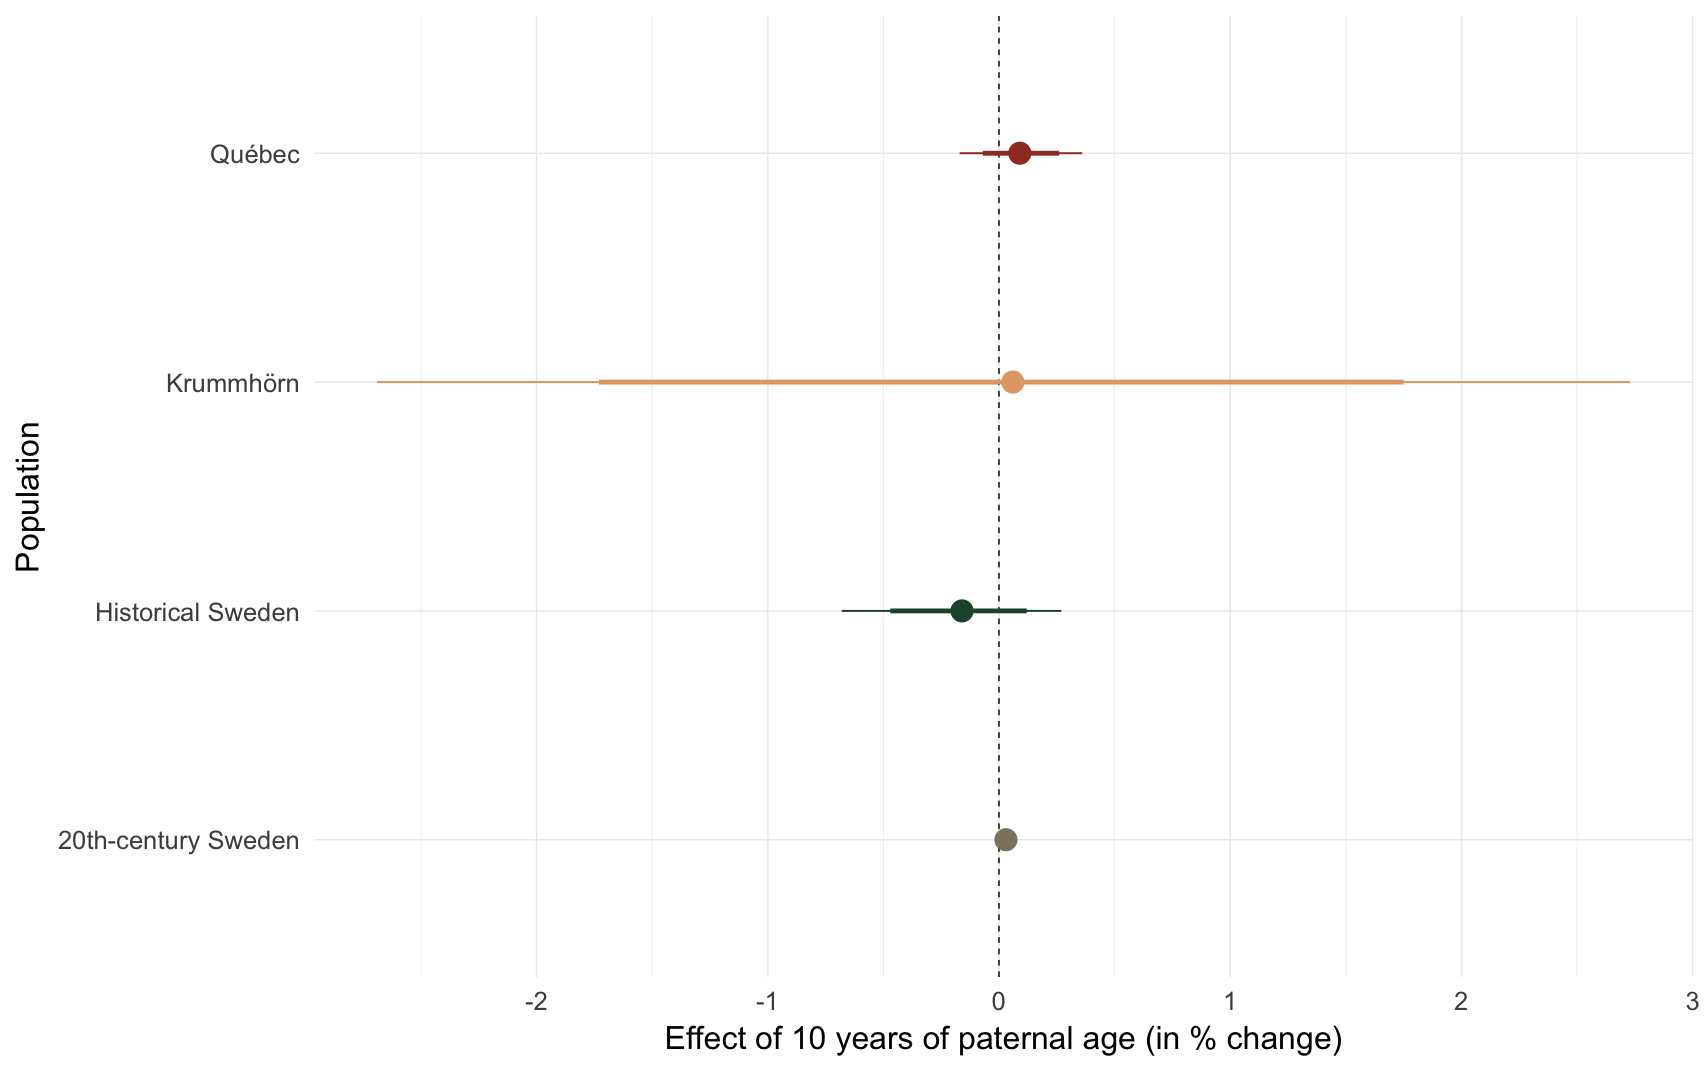 Québec
Krummhörn
Historical Sweden
20th-century Sweden
Population
-2 -1 0 1 2 3
Effect of 10 years of paternal age (in % change)